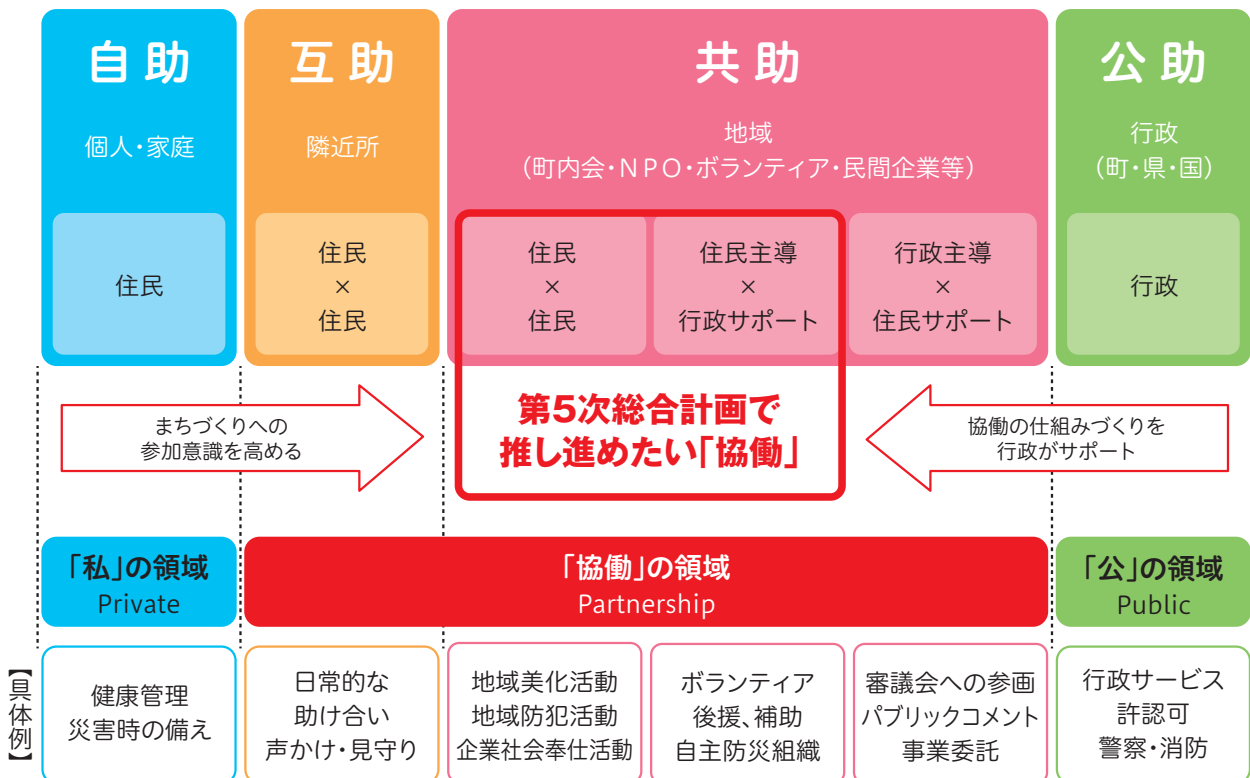 自助
個人・家庭
住民
互助
隣近所
住民
×
住民
共助
地域
(町内会・NPO・ボランティア・民間企業等)
住民
×
住民
住民主導
×
行政サポート
行政主導
×
住民サポート
公助
行政
(町・県・国)
行政
まちづくりへの
参加意識を高める
第5次総合計画で
推し進めたい「協働」
協働の仕組みづくりを
行政がサポート
「私」の領域
Private
「協働」の領域
Partnership
「公」の領域
Public
【具体例】
健康管理
災害時の備え
日常的な
助け合い
声かけ・見守り
地域美化活動
地域防犯活動
企業社会奉仕活動
ボランティア
後援、補助
自主防災組織
審議会への参画
パブリックコメント
事業委託
行政サービス
許認可
警察・消防